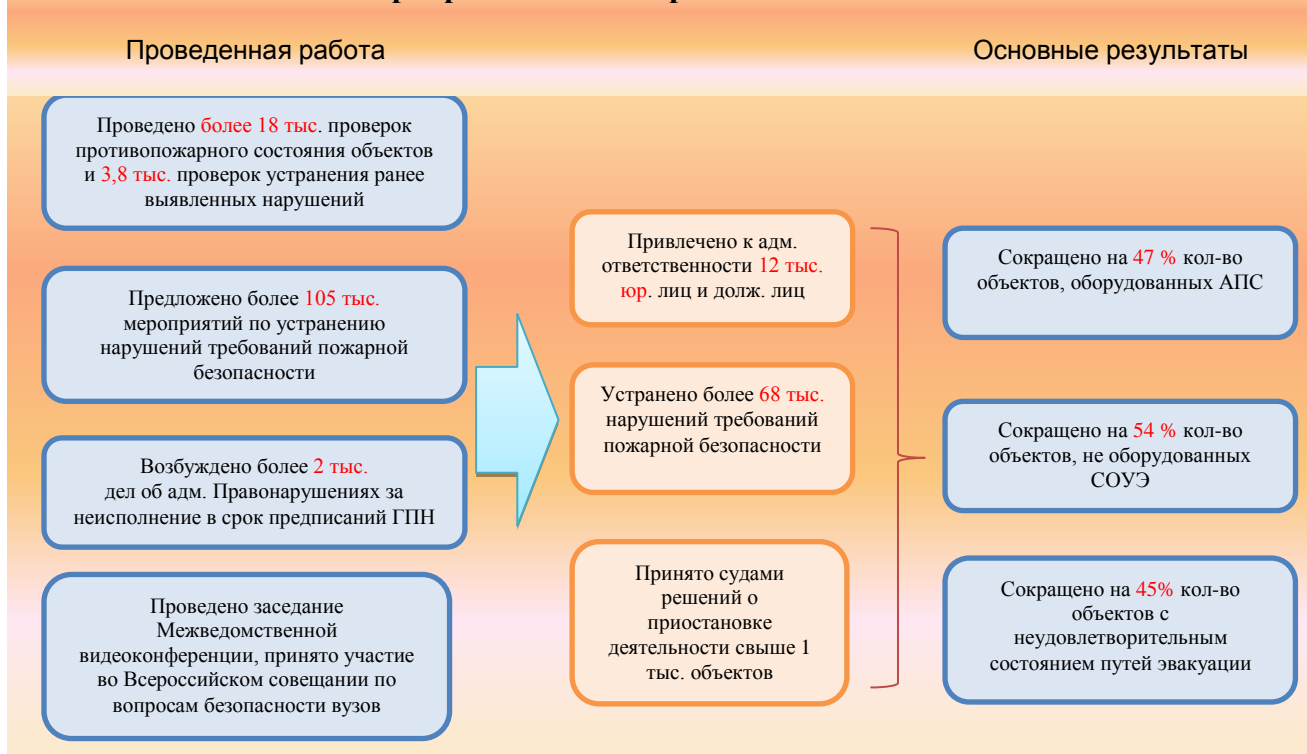 Проведенная работа
Основные результаты
Проведено более 18 тыс. проверок
противопожарного состояния объектов
и 3,8 тыс. проверок устранения ранее
выявленных нарушений
Предложено более 105 тыс.
мероприятий по устранению
нарушений требований пожарной
безопасности
Возбуждено более 2 тыс.
дел об адм. Правонарушениях за
неисполнение в срок предписаний ГПН
Проведено заседание
Межведомственной
видеоконференции, принято участие
во Всероссийском совещании по
вопросам безопасности вузов
Привлечено к адм.
ответственности 12 тыс.
юр. лиц и долж. лиц
Устранено более 68 тыс.
нарушений требований
пожарной безопасности
Принято судами
решений о
приостановке
деятельности свыше 1
тыс. объектов
Сокращено на 47 % кол-во
объектов, оборудованных АПС
Сокращено на 54 % кол-во
объектов, не оборудованных
СОУЭ
Сокращено на 45% кол-во
объектов с
неудовлетворительным
состоянием путей эвакуации